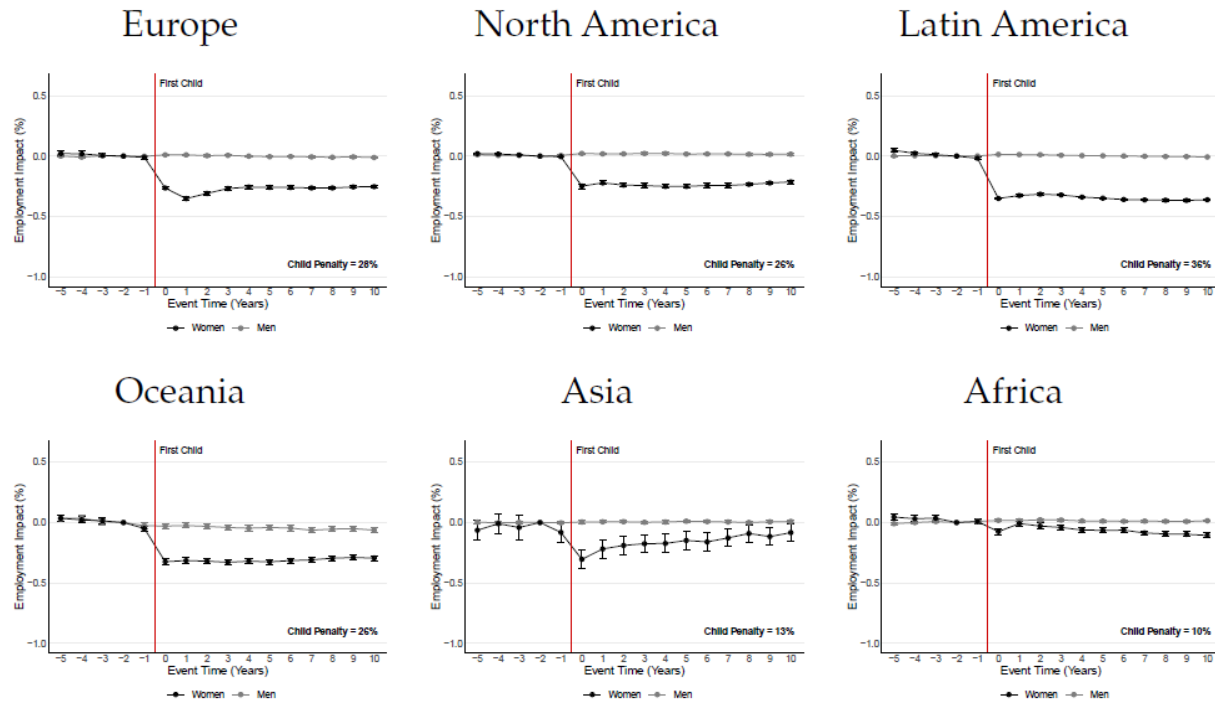 Europe
North America
Latin America
First Child
0.5
0.0
−0.5
−1.0
Employment Impact (%)
Child Penalty = 28%
−5 −4 −3 −2 −1 0 1 2 3 4 5 6 7 8 9 10
Event Time (Years)
Women Men
First Child
0.5
0.0
−0.5
−1.0
Employment Impact (%)
Child Penalty = 26%
−5 −4 −3 −2 −1 0 1 2 3 4 5 6 7 8 9 10
Event Time (Years)
Women Men
First Child
0.5
0.0
−0.5
−1.0
Employment Impact (%)
Child Penalty = 36%
−5 −4 −3 −2 −1 0 1 2 3 4 5 6 7 8 9 10
Event Time (Years)
Women Men
Oceania
Asia
Africa
First Child
0.5
0.0
−0.5
−1.0
Employment Impact (%)
Child Penalty = 26%
−5 −4 −3 −2 −1 0 1 2 3 4 5 6 7 8 9 10
Event Time (Years)
Women Men
First Child
0.5
0.0
−0.5
−1.0
Employment Impact (%)
Child Penalty = 13%
−5 −4 −3 −2 −1 0 1 2 3 4 5 6 7 8 9 10
Event Time (Years)
Women Men
First Child
0.5
0.0
−0.5
−1.0
Employment Impact (%)
Child Penalty = 10%
−5 −4 −3 −2 −1 0 1 2 3 4 5 6 7 8 9 10
Event Time (Years)
Women Men